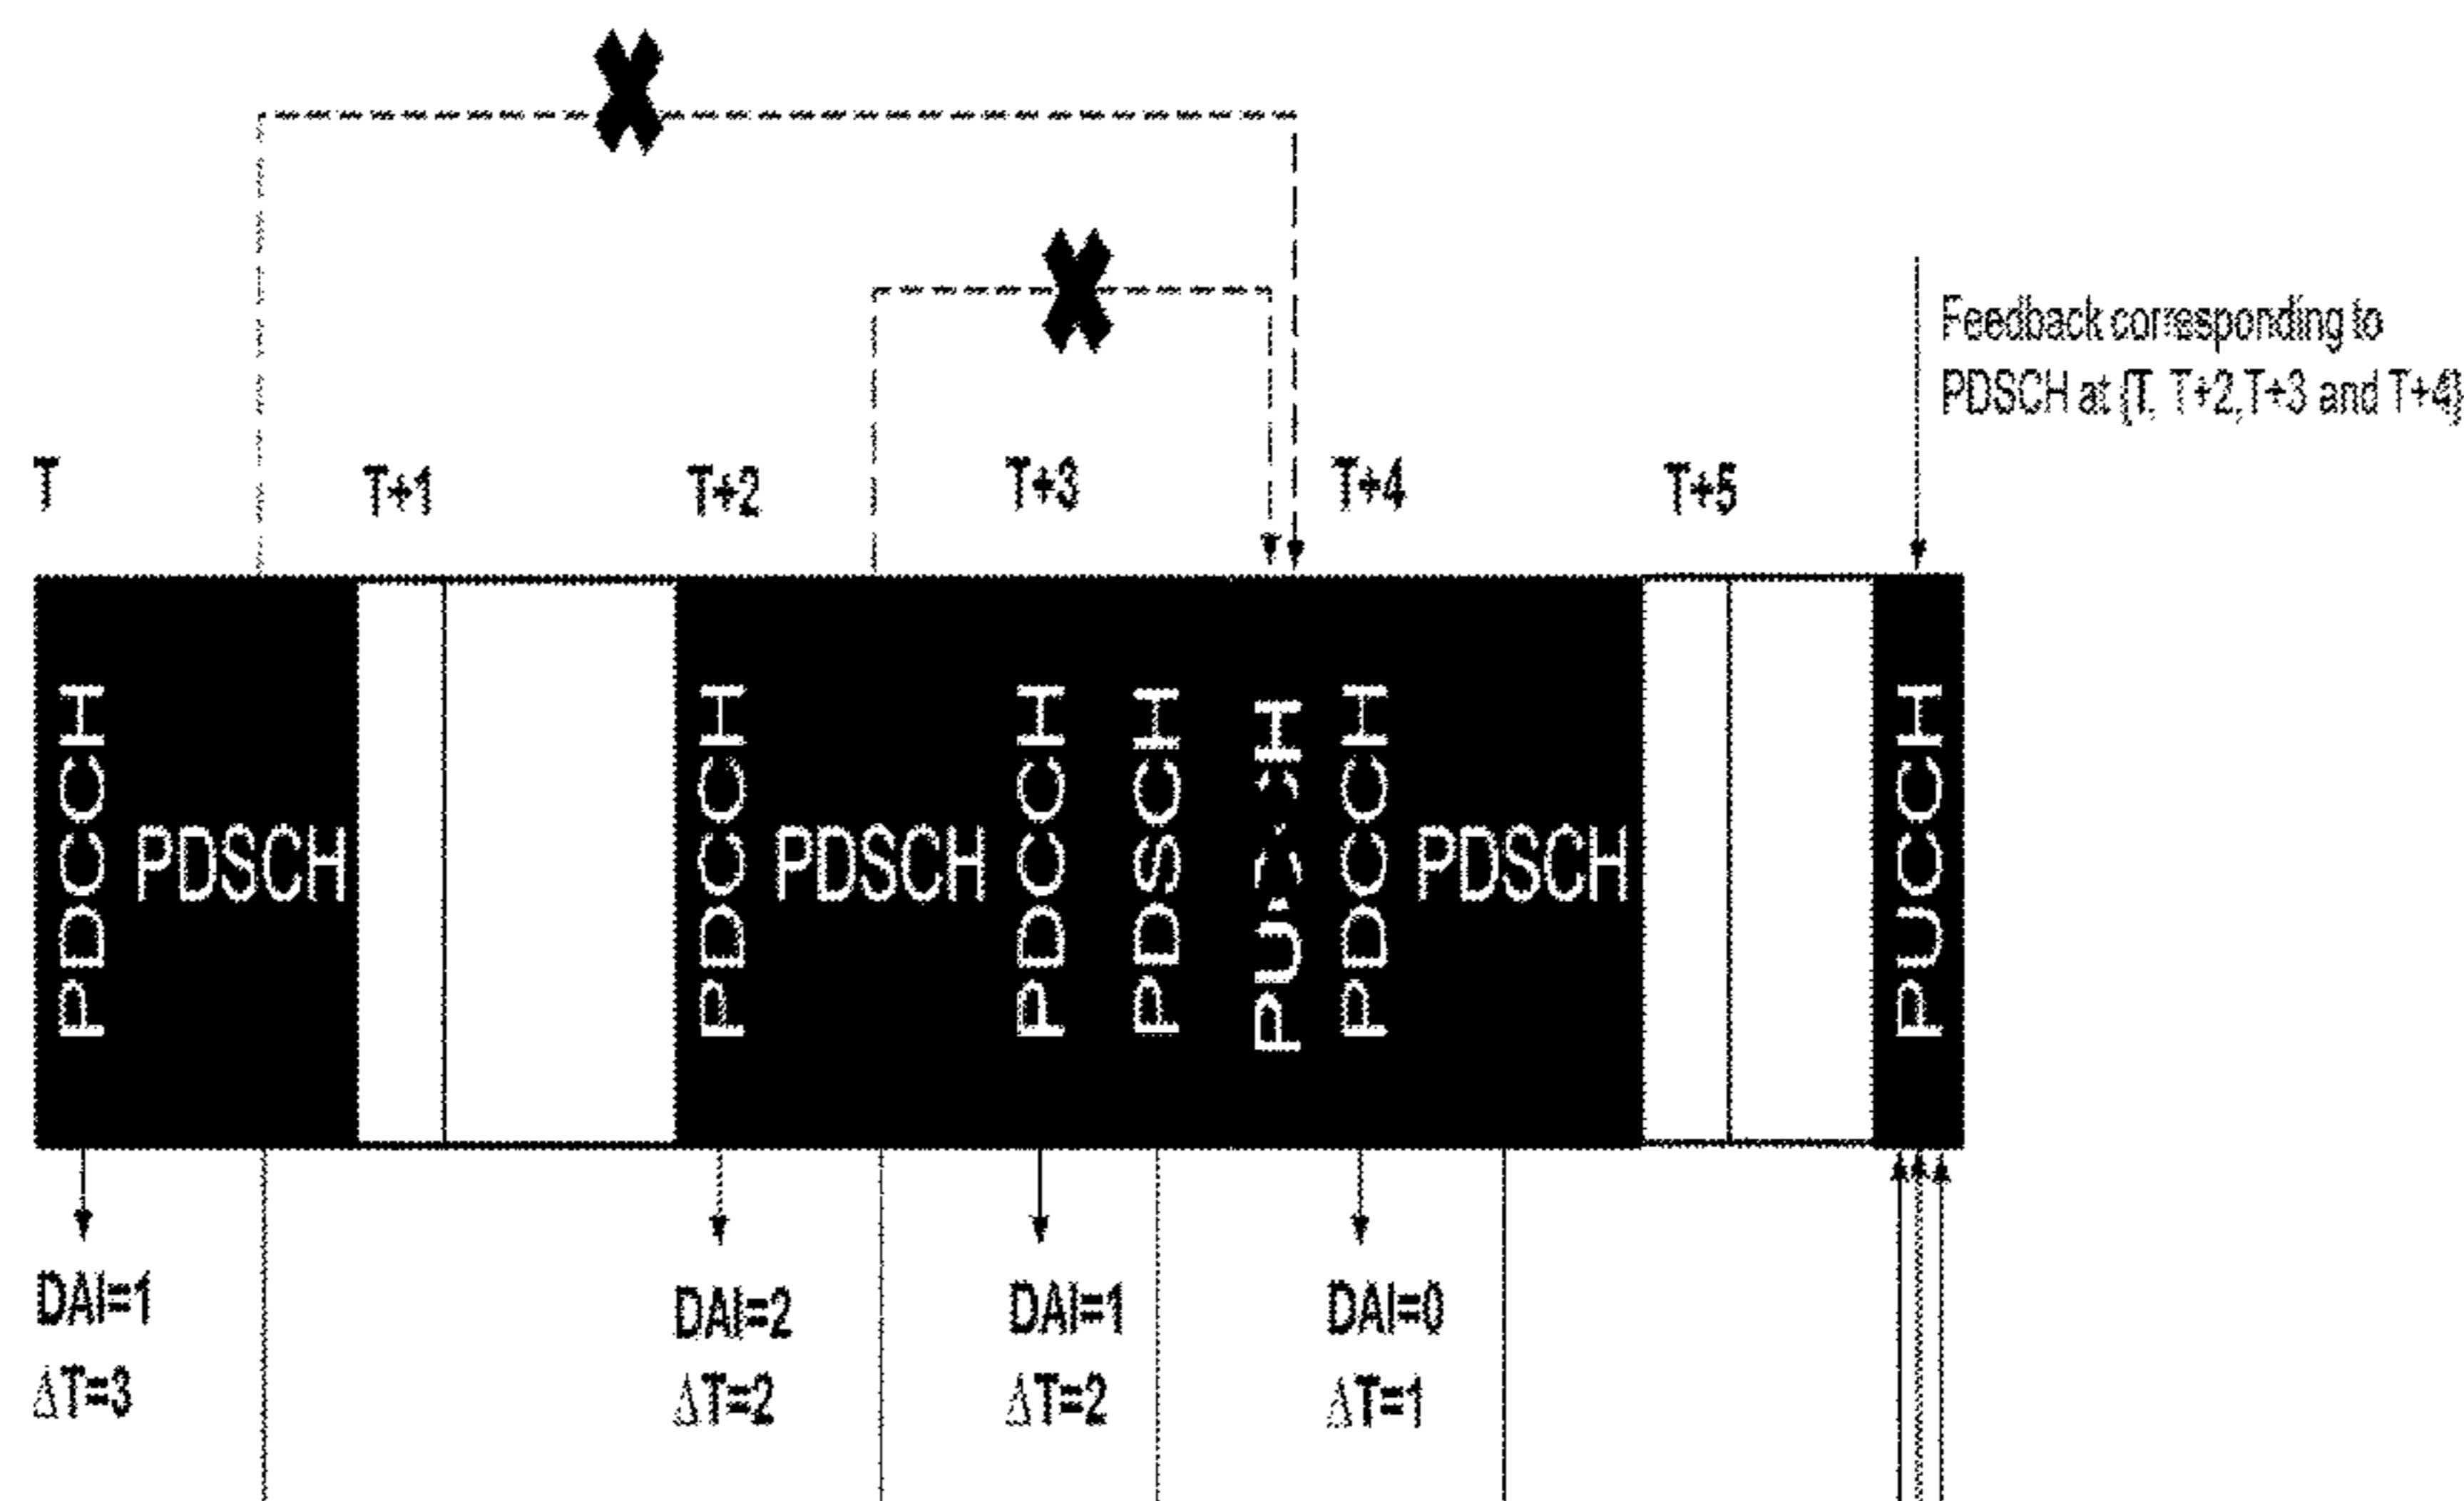 Feedback corresponding to
PDSCH at {T, T+2,T+3 and T+4}
T
T+1
T+2
T+3
T+4
T+5
PDCCH
PDSCH
PDCCH
PDSCH
PDCCH
PDSCH
PDCCH
PDSCH
PUCCH
DAI=1
ΔT=3
DAI=2
ΔT=2
DAI=1
ΔT=2
DAI=0
ΔT=1